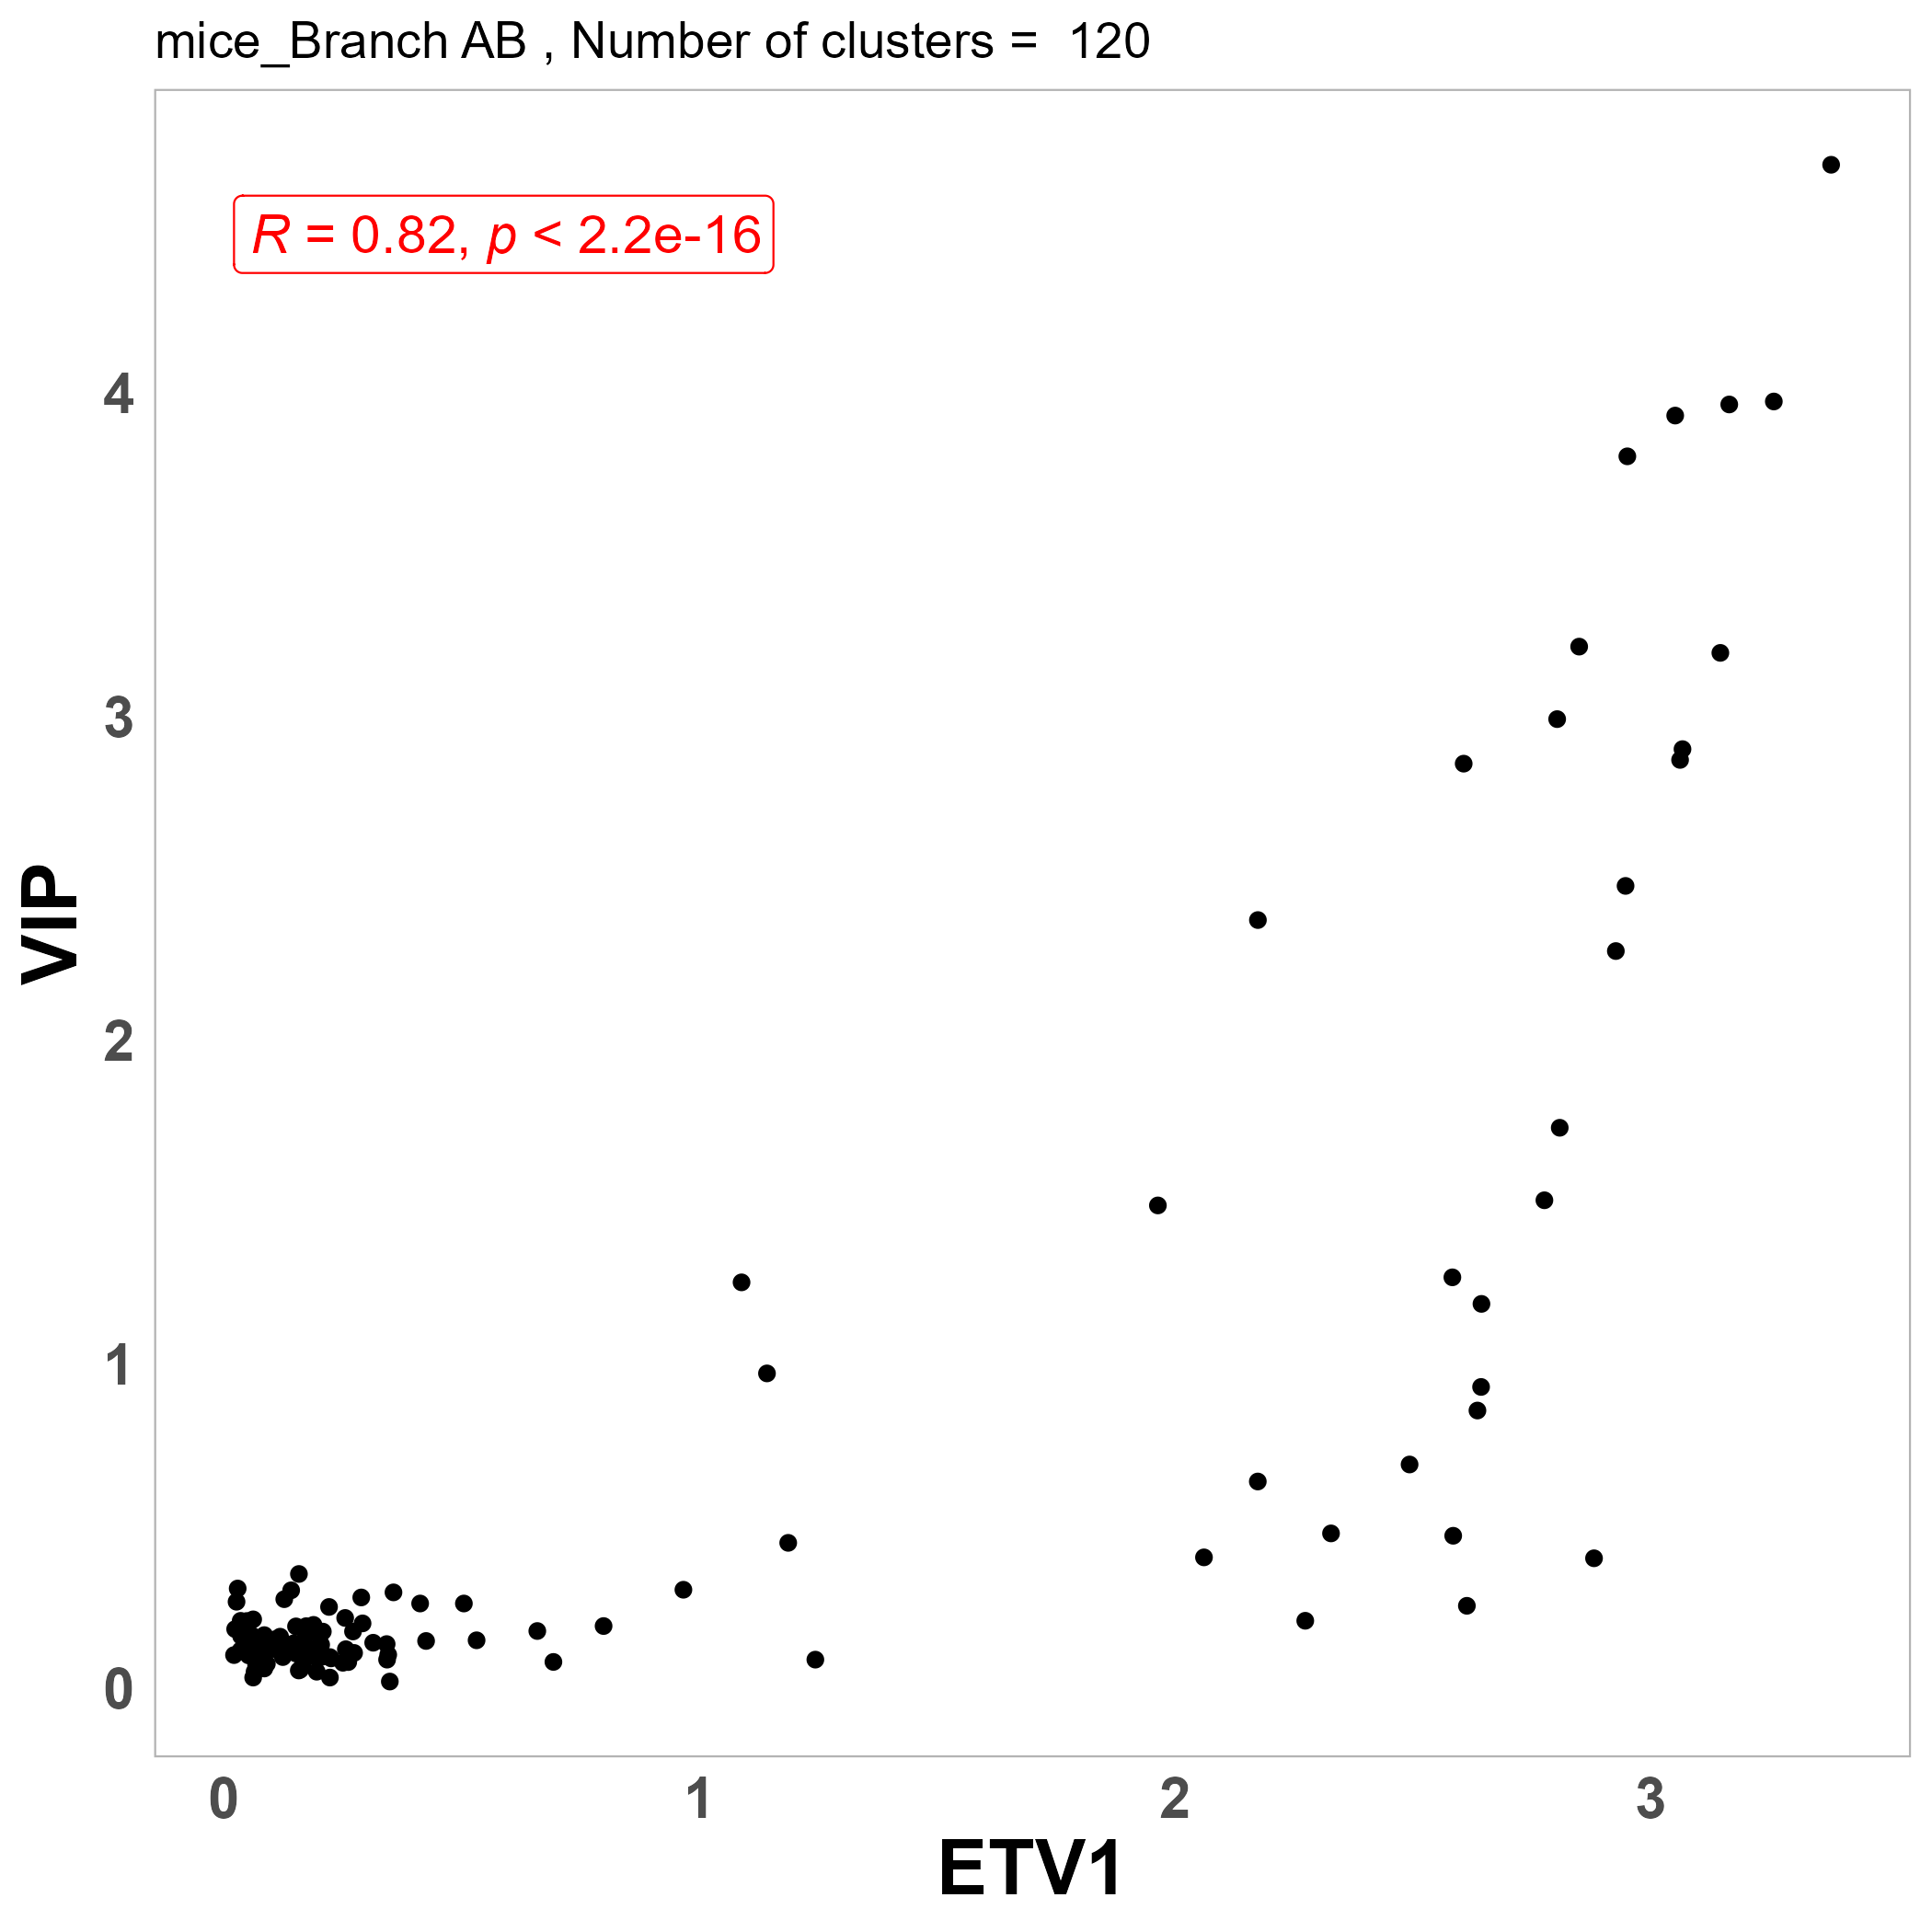 mice_Branch AB , Number of clusters =  120
R = 0.82, p < 2.2e-16
4
3
2
1
0
VIP
0 1 2 3
ETV1